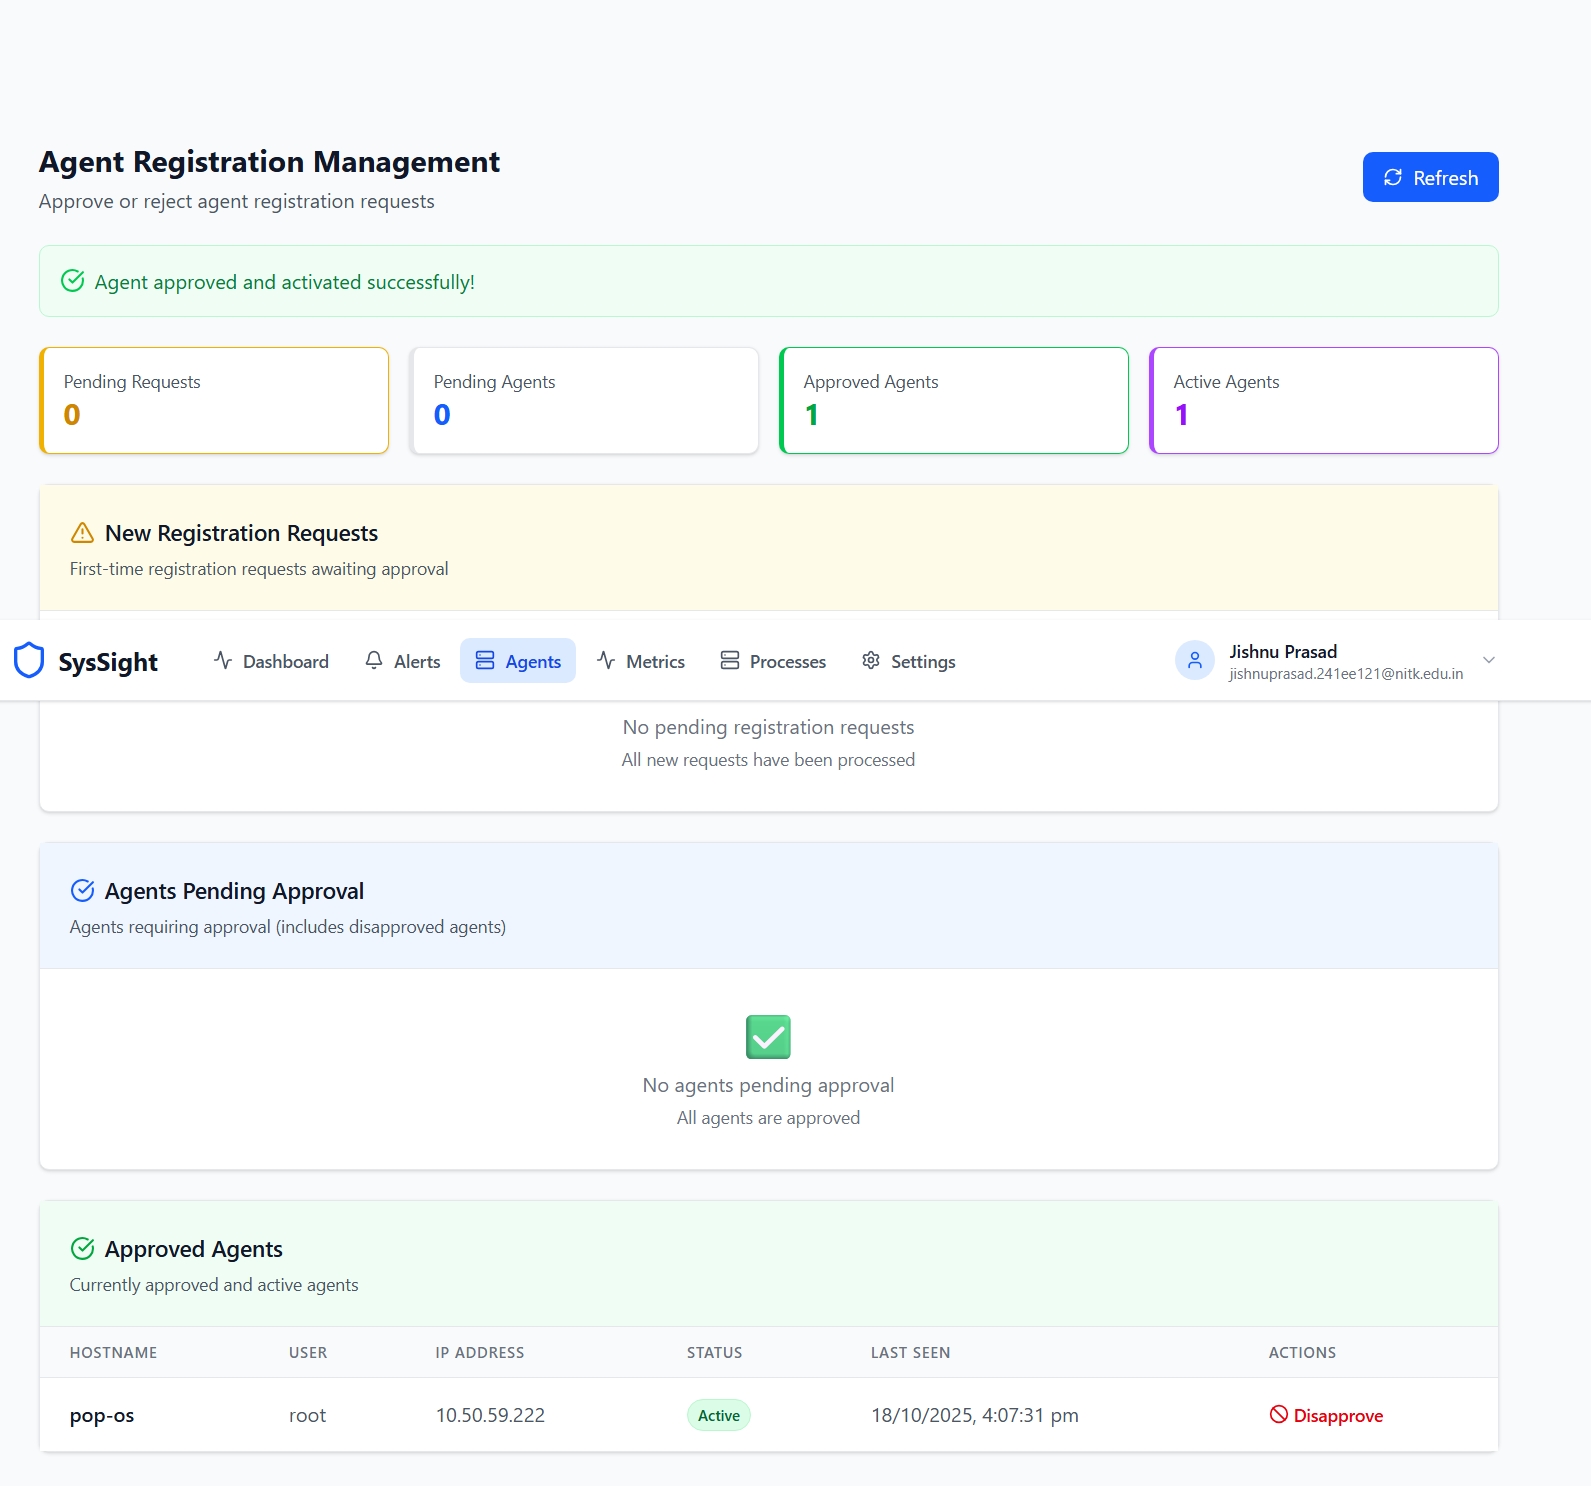 Agent Registration Management
Approve or reject agent registration requests
Refresh
Agent approved and activated successfully!
Pending Requests
0
Pending Agents
0
Approved Agents
1
Active Agents
1
New Registration Requests
First-time registration requests awaiting approval
SysSight Dashboard Alerts Agents Metrics Processes Settings
Jishnu Prasad
jishnuprasad.241ee121@nitk.edu.in
No pending registration requests
All new requests have been processed
Agents Pending Approval
Agents requiring approval (includes disapproved agents)
No agents pending approval
All agents are approved
Approved Agents
Currently approved and active agents
HOSTNAME USER IP ADDRESS STATUS LAST SEEN ACTIONS
pop-os root 10.50.59.222 Active 18/10/2025, 4:07:31 pm Disapprove